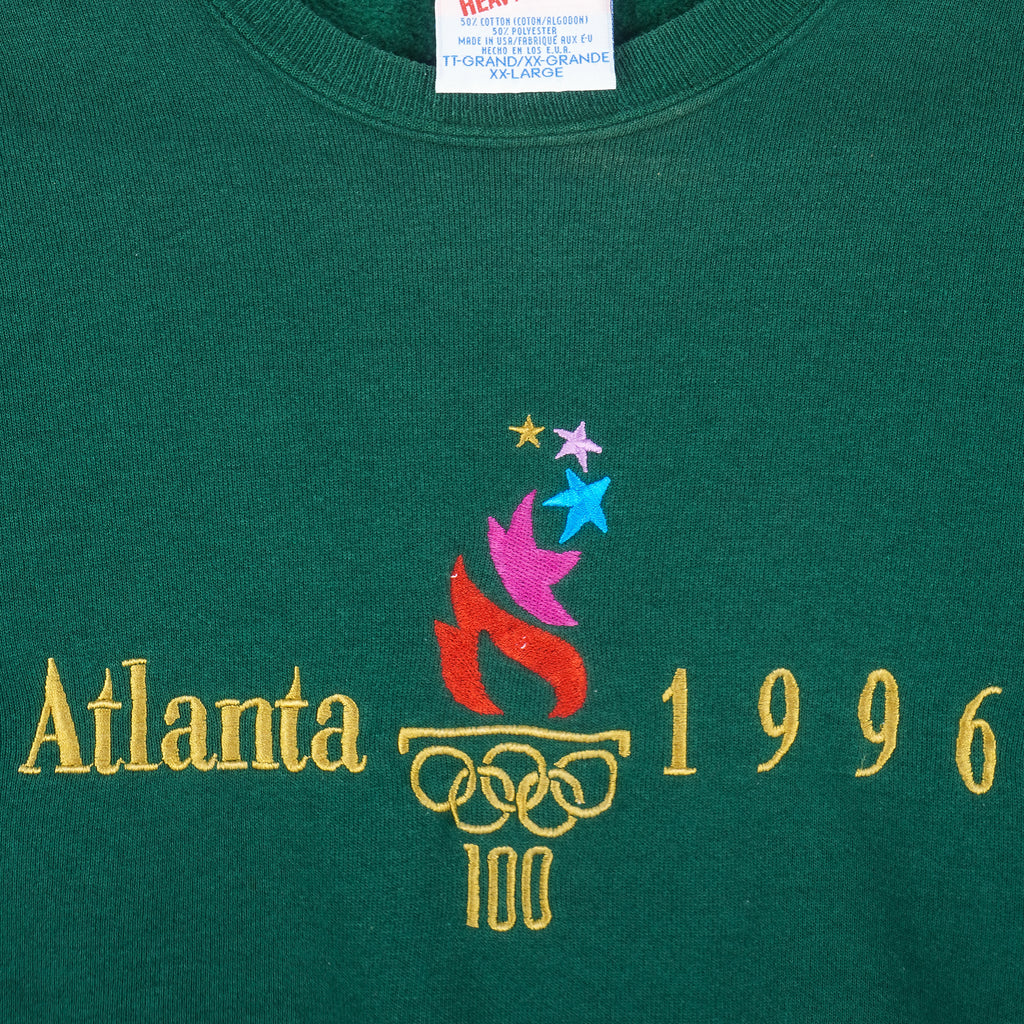 50% COTTON (COTON/ALGODON)
50% POLYESTER
MADE IN USA/FABRIQUÉ AUX É-U
HECHO EN LOS E.U.A.
TT-GRAND/XX-GRANDE
XX-LARGE
Atlanta 1996
100